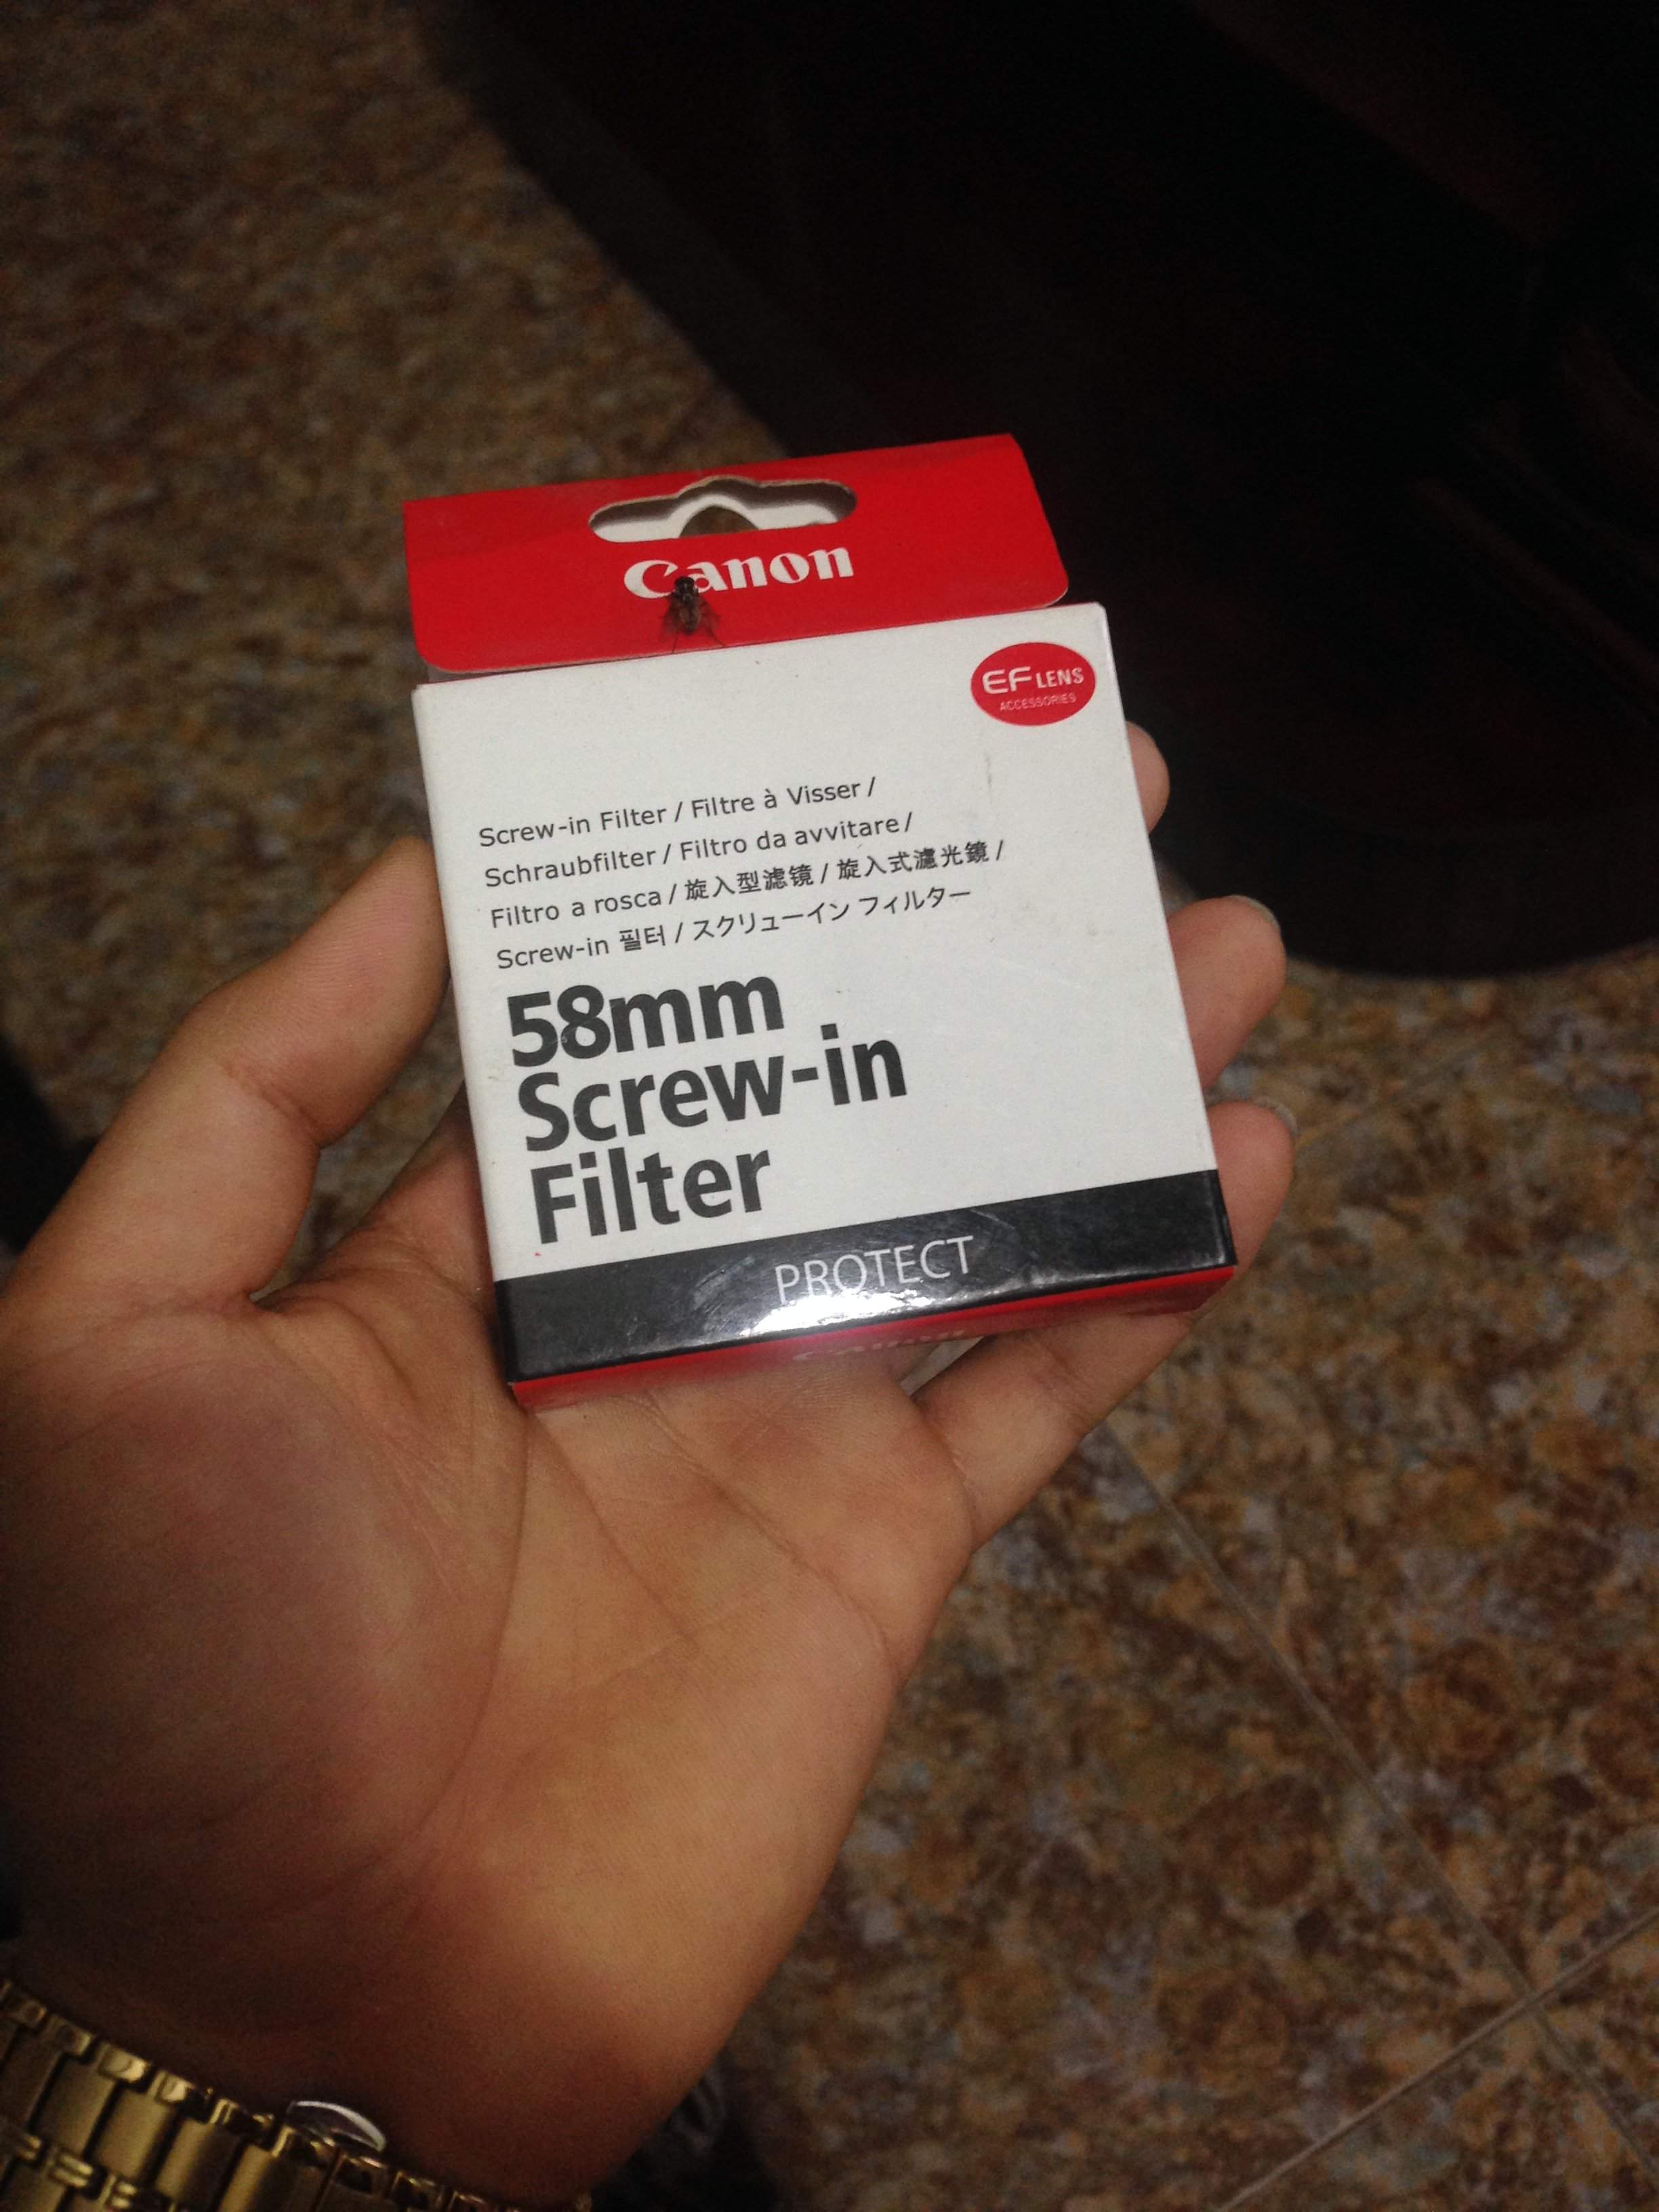 Canon
EF LENS
ACCESSORIES
Screw-in Filter / Filtre à Visser /
Schraubfilter / Filtro da avvitare /
Filtro a rosca / 旋入型滤镜 / 旋入式濾光鏡 /
Screw-in 필터 / スクリューイン フィルター
58mm
Screw-in
Filter
PROTECT
Canon